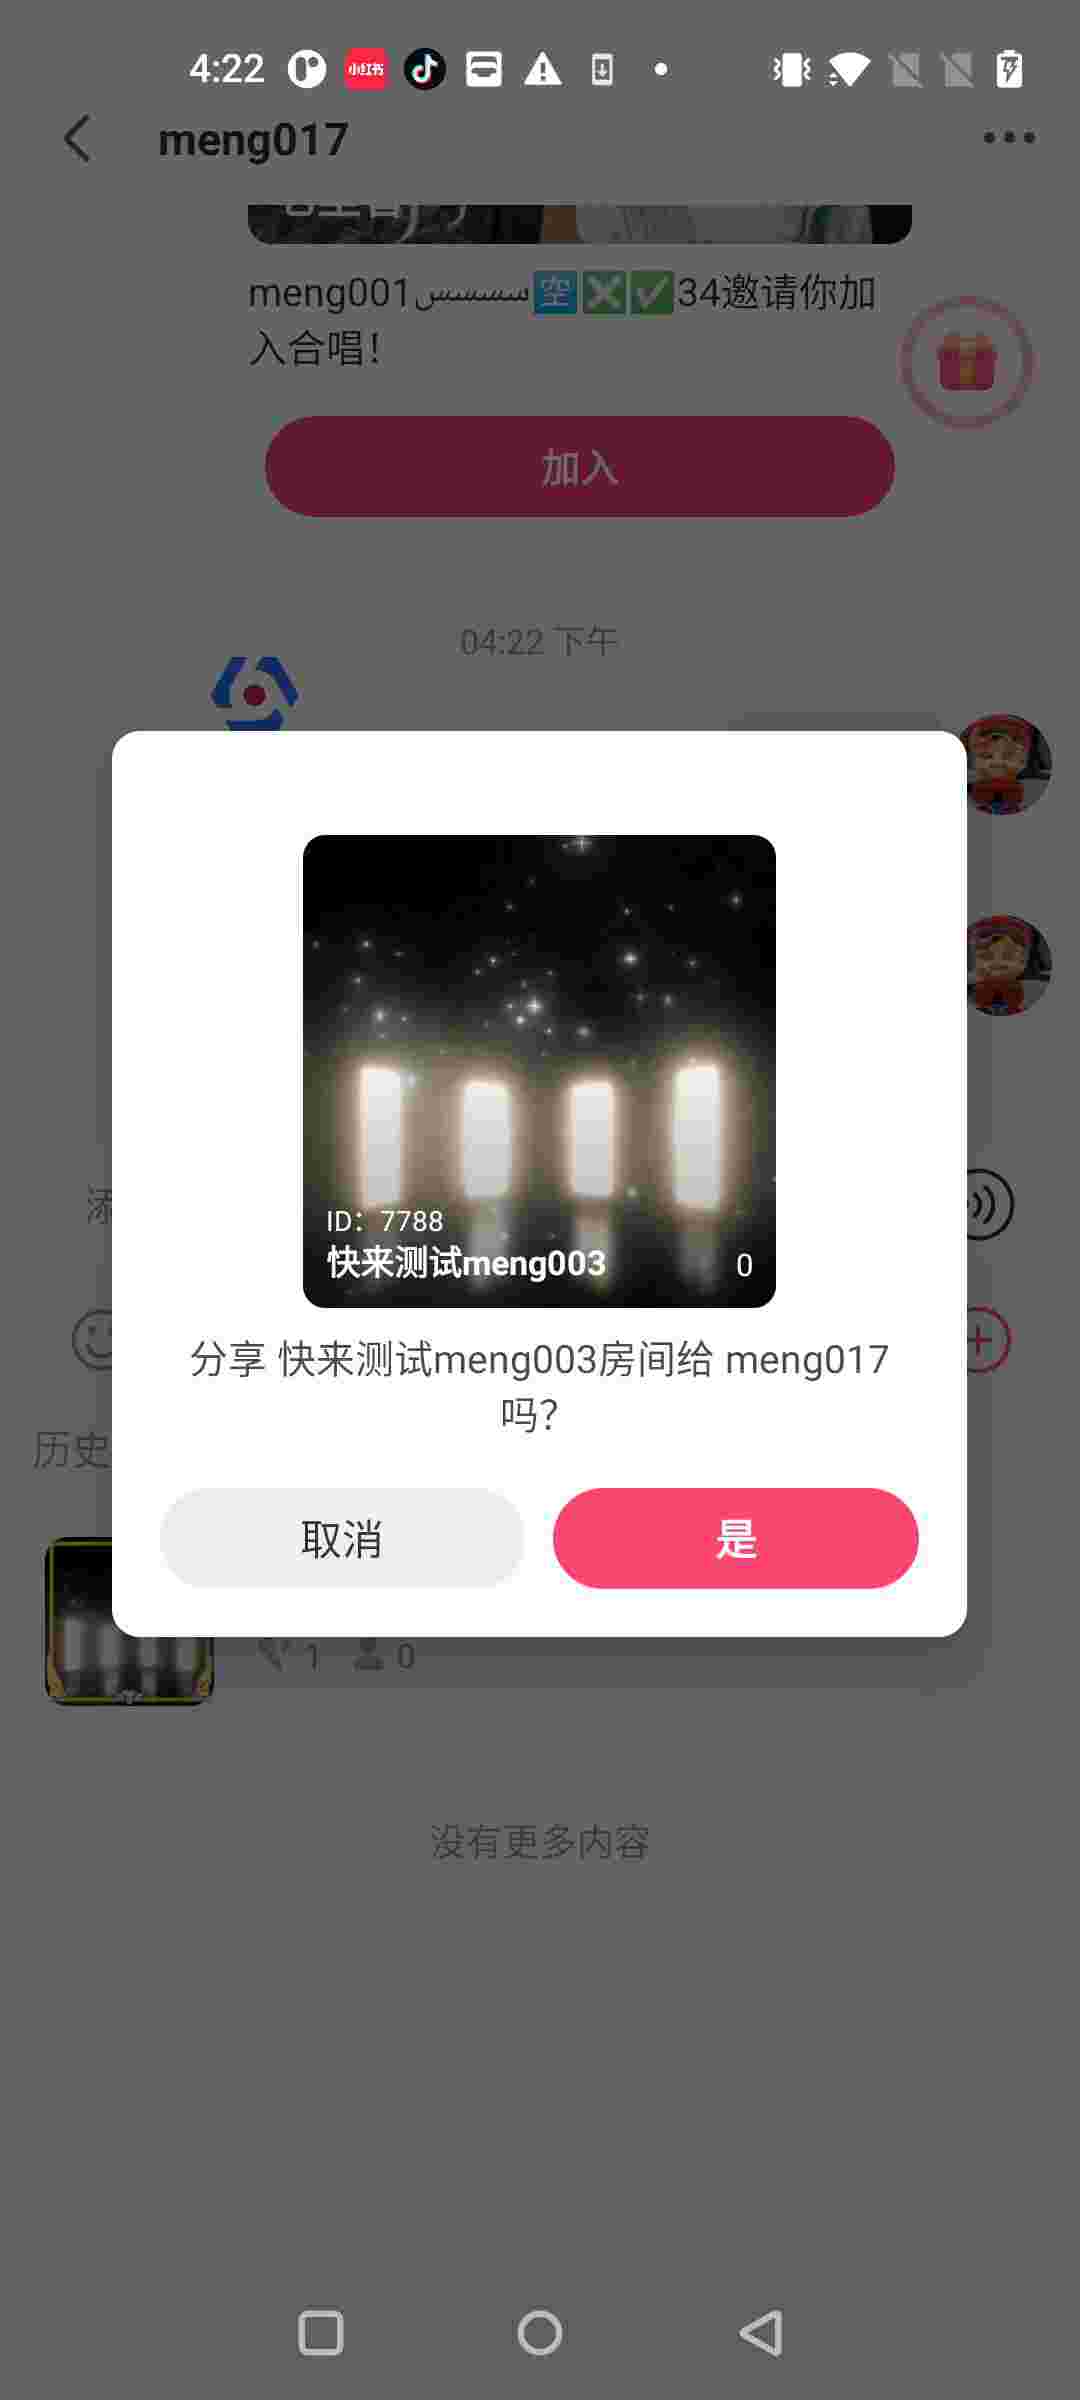 4:22
小红书
meng017
meng001سسسسس🈳❎✅34邀请你加
入合唱！
加入
04:22 下午
ID：7788
快来测试meng003
0
分享 快来测试meng003房间给 meng017
吗？
取消
是
历史
1
0
没有更多内容